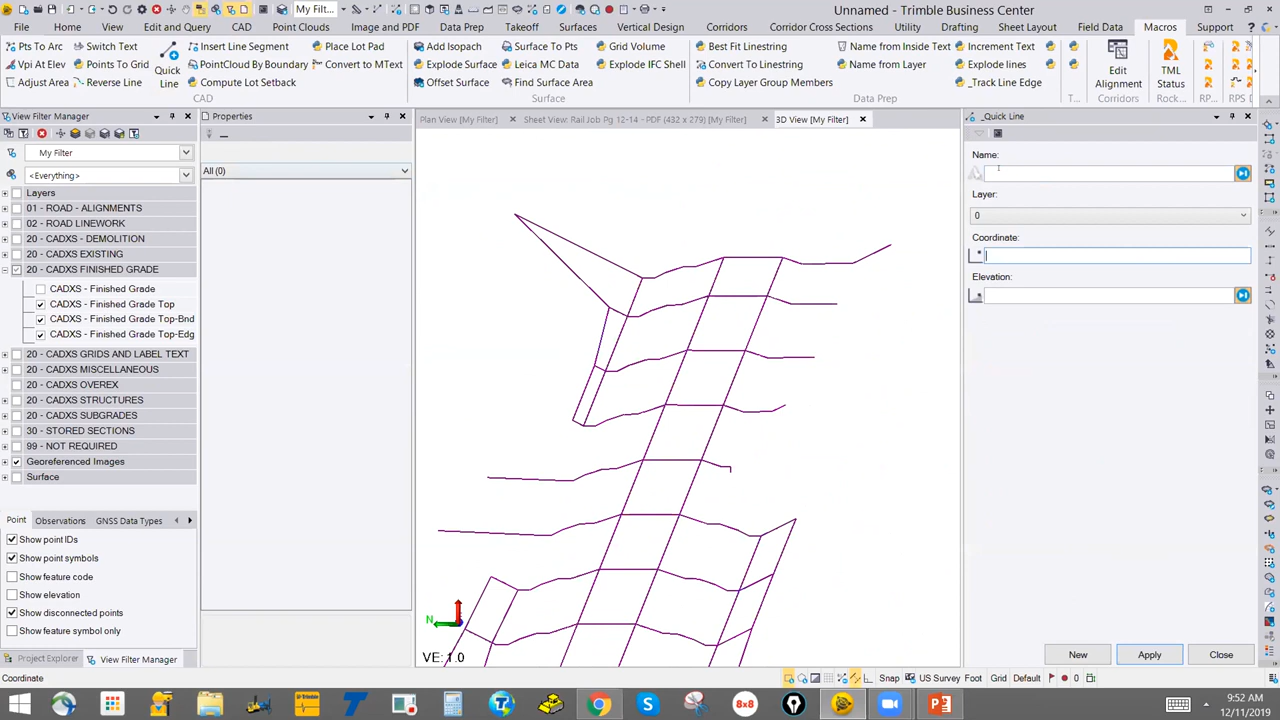 My Filt...
Unnamed - Trimble Business Center
File
Home
Edit and Query
CAD
Point Clouds
Image and PDF
Data Prep
Takeoff
Surfaces
Corridors
Corridor Cross Sections
Utility
Drafting
Sheet Layout
Field Data
Macros
Support
Pts To Arc
Switch Text
Insert Line Segment
Place Lot Pad
Add Isopach
Surface To Pts
Grid Volume
Best Fit Linestring
Name from Inside Text
Increment Text
Vpi At Elev
Points To Grid
Quick Line
PointCloud By Boundary
Convert to MText
Explode Surface
Leica MC Data
Explode IFC Shell
Convert To Linestring
Name from Layer
Explode lines
Edit Alignment
TML Status
Adjust Area
Reverse Line
Compute Lot Setback
Offset Surface
Find Surface Area
Copy Layer Group Members
_Track Line Edge
CAD
Surface
Data Prep
T...
Corridors
Rock...
RP...
RPS D
View Filter Manager
Properties
Plan View [My Filter]
Sheet View: Rail Job Pg 12-14 - PDF (432 x 279) [My Filter]
3D View [My Filter]
_Quick Line
My Filter
<Everything>
All (0)
Layers
01 - ROAD - ALIGNMENTS
02 - ROAD LINEWORK
20 - CADXS - DEMOLITION
20 - CADXS EXISTING
20 - CADXS FINISHED GRADE
CADXS - Finished Grade
CADXS - Finished Grade Top
CADXS - Finished Grade Top-Bnd
CADXS - Finished Grade Top-Edg
20 - CADXS GRIDS AND LABEL TEXT
20 - CADXS MISCELLANEOUS
20 - CADXS OVEREX
20 - CADXS STRUCTURES
20 - CADXS SUBGRADES
30 - STORED SECTIONS
99 - NOT REQUIRED
Georeferenced Images
Surface
Point
Observations
GNSS Data Types
Show point IDs
Show point symbols
Show feature code
Show elevation
Show disconnected points
Show feature symbol only
Project Explorer
View Filter Manager
N
VE: 1.0
Name:
Layer:
0
Coordinate:
Elevation:
New
Apply
Close
Coordinate
Snap
US Survey
Foot
Grid
Default
0
8x8
9:52 AM
12/11/2019